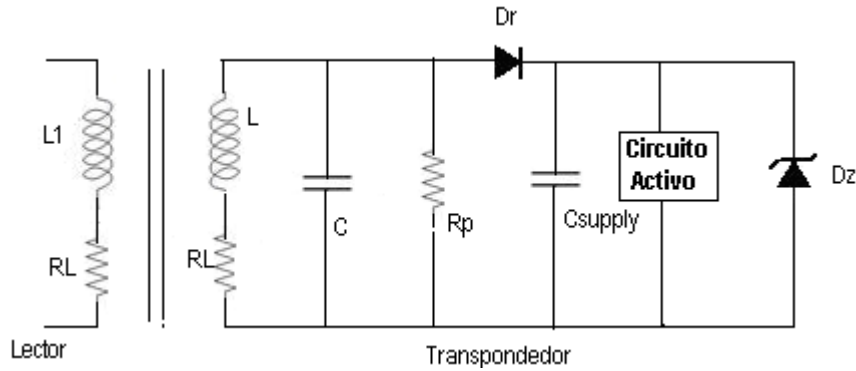 Dr
L1
L
Circuito
Activo
Dz
C
Rp
Csupply
RL
RL
Lector
Transpondedor